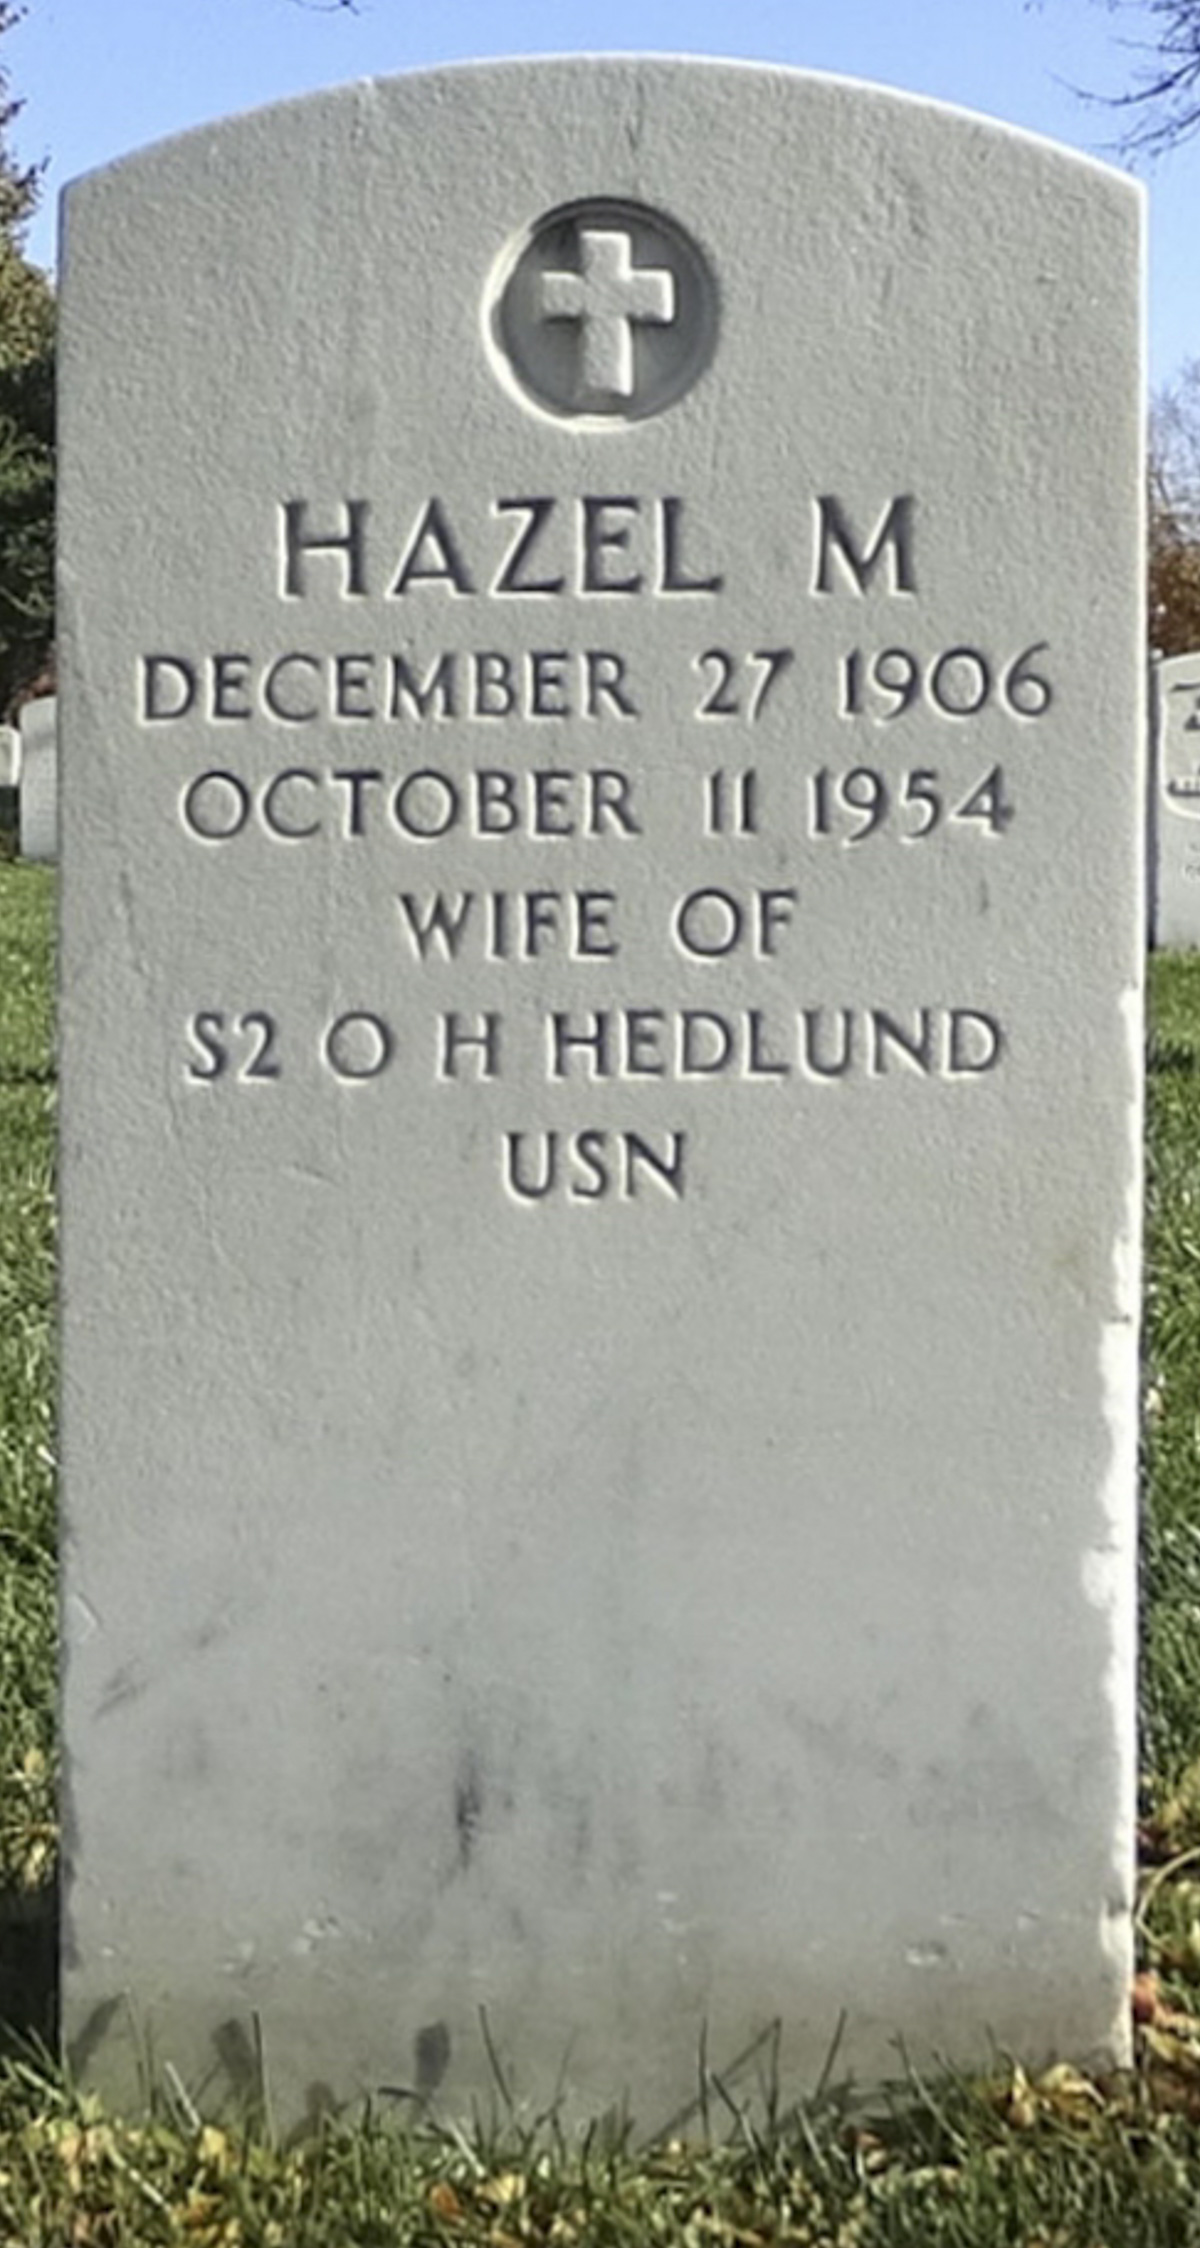 HAZEL M
DECEMBER 27 1906
OCTOBER 11 1954
WIFE OF
S2 O H HEDLUND
USN